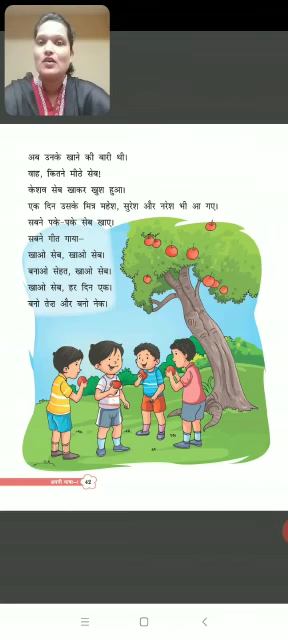 अब उनके खाने की बारी थी।
वाह, कितने मीठे सेब!
केशव सेब खाकर खुश हुआ।
एक दिन उसके मित्र महेश, सुरेश और नरेश भी आ गए।
सबने पके-पके सेब खाए।
सबने गीत गाया–
खाओ सेब, खाओ सेब।
बनाओ सेहत, खाओ सेब।
खाओ सेब, हर दिन एक।
बनो तेज़ और बनो नेक।
42